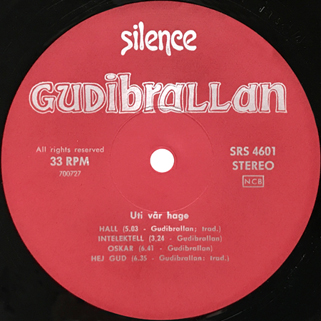 silence
GUDibrallan
All rights reserved
33 RPM
700727
SRS 4601
STEREO
NCB
Uti vår hage
HALL (5.03 - Gudibrallan; trad.)
INTELEKTELL (3.24 - Gudibrallan)
OSKAR (6.41 - Gudibrallan)
HEJ GUD (6.35 - Gudibrallan; trad.)